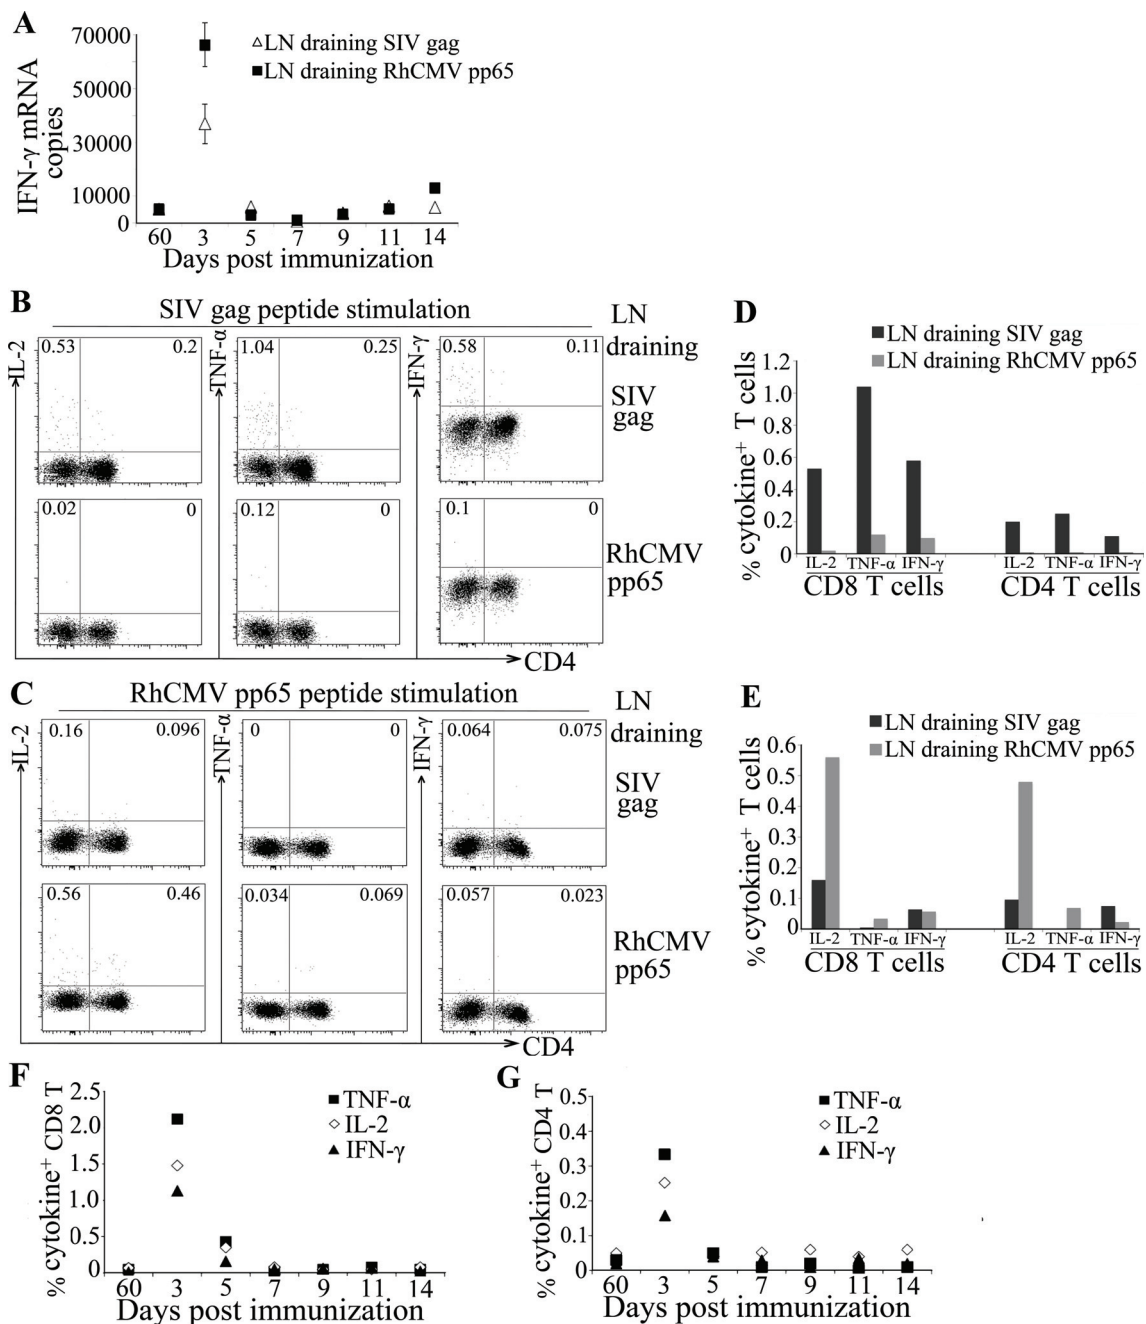 A
70000
50000
30000
10000
0
IFN-γ mRNA
copies
△LN draining SIV gag
■LN draining RhCMV pp65
60 3 5 7 9 11 14
Days post immunization
B
SIV gag peptide stimulation
LN
draining
SIV
gag
IL-2
0.53 0.2
TNF-α
1.04 0.25
IFN-γ
0.58 0.11
0.02 0
0.12 0
0.1 0
RhCMV
pp65
CD4
C
RhCMV pp65 peptide stimulation
LN
draining
SIV
gag
IL-2
0.16 0.096
TNF-α
0 0
IFN-γ
0.064 0.075
0.56 0.46
0.034 0.069
0.057 0.023
RhCMV
pp65
CD4
D
LN draining SIV gag
LN draining RhCMV pp65
% cytokine+ T cells
1.2
1.0
0.8
0.6
0.4
0.2
0
IL-2 TNF-α IFN-γ IL-2 TNF-α IFN-γ
CD8 T cells CD4 T cells
E
LN draining SIV gag
LN draining RhCMV pp65
% cytokine+ T cells
0.6
0.5
0.4
0.3
0.2
0.1
0
IL-2 TNF-α IFN-γ IL-2 TNF-α IFN-γ
CD8 T cells CD4 T cells
F
% cytokine+ CD8 T
2.5
2.0
1.5
1.0
0.5
0
■TNF-α
◇IL-2
▲IFN-γ
60 3 5 7 9 11 14
Days post immunization
G
% cytokine+ CD4 T
0.5
0.4
0.3
0.2
0.1
0
■TNF-α
◇IL-2
▲IFN-γ
60 3 5 7 9 11 14
Days post immunization